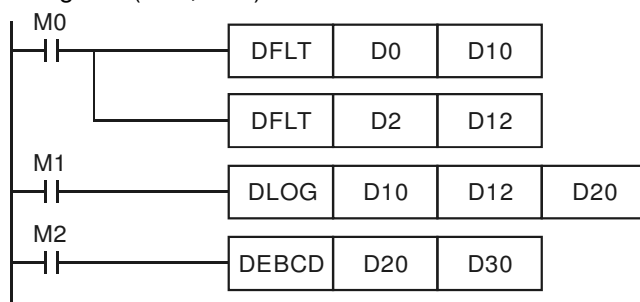 M0
DFLT D0 D10
DFLT D2 D12
M1
DLOG D10 D12 D20
M2
DEBCD D20 D30